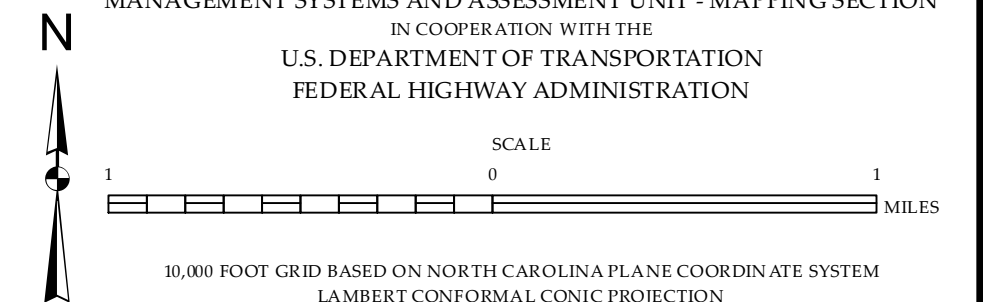 MANAGEMENT SYSTEMS AND ASSESSMENT UNIT - MAPPING SECTION
N
IN COOPERATION WITH THE
U.S. DEPARTMENT OF TRANSPORTATION
FEDERAL HIGHWAY ADMINISTRATION
SCALE
1 0 1
MILES
10,000 FOOT GRID BASED ON NORTH CAROLINA PLANE COORDINATE SYSTEM
LAMBERT CONFORMAL CONIC PROJECTION